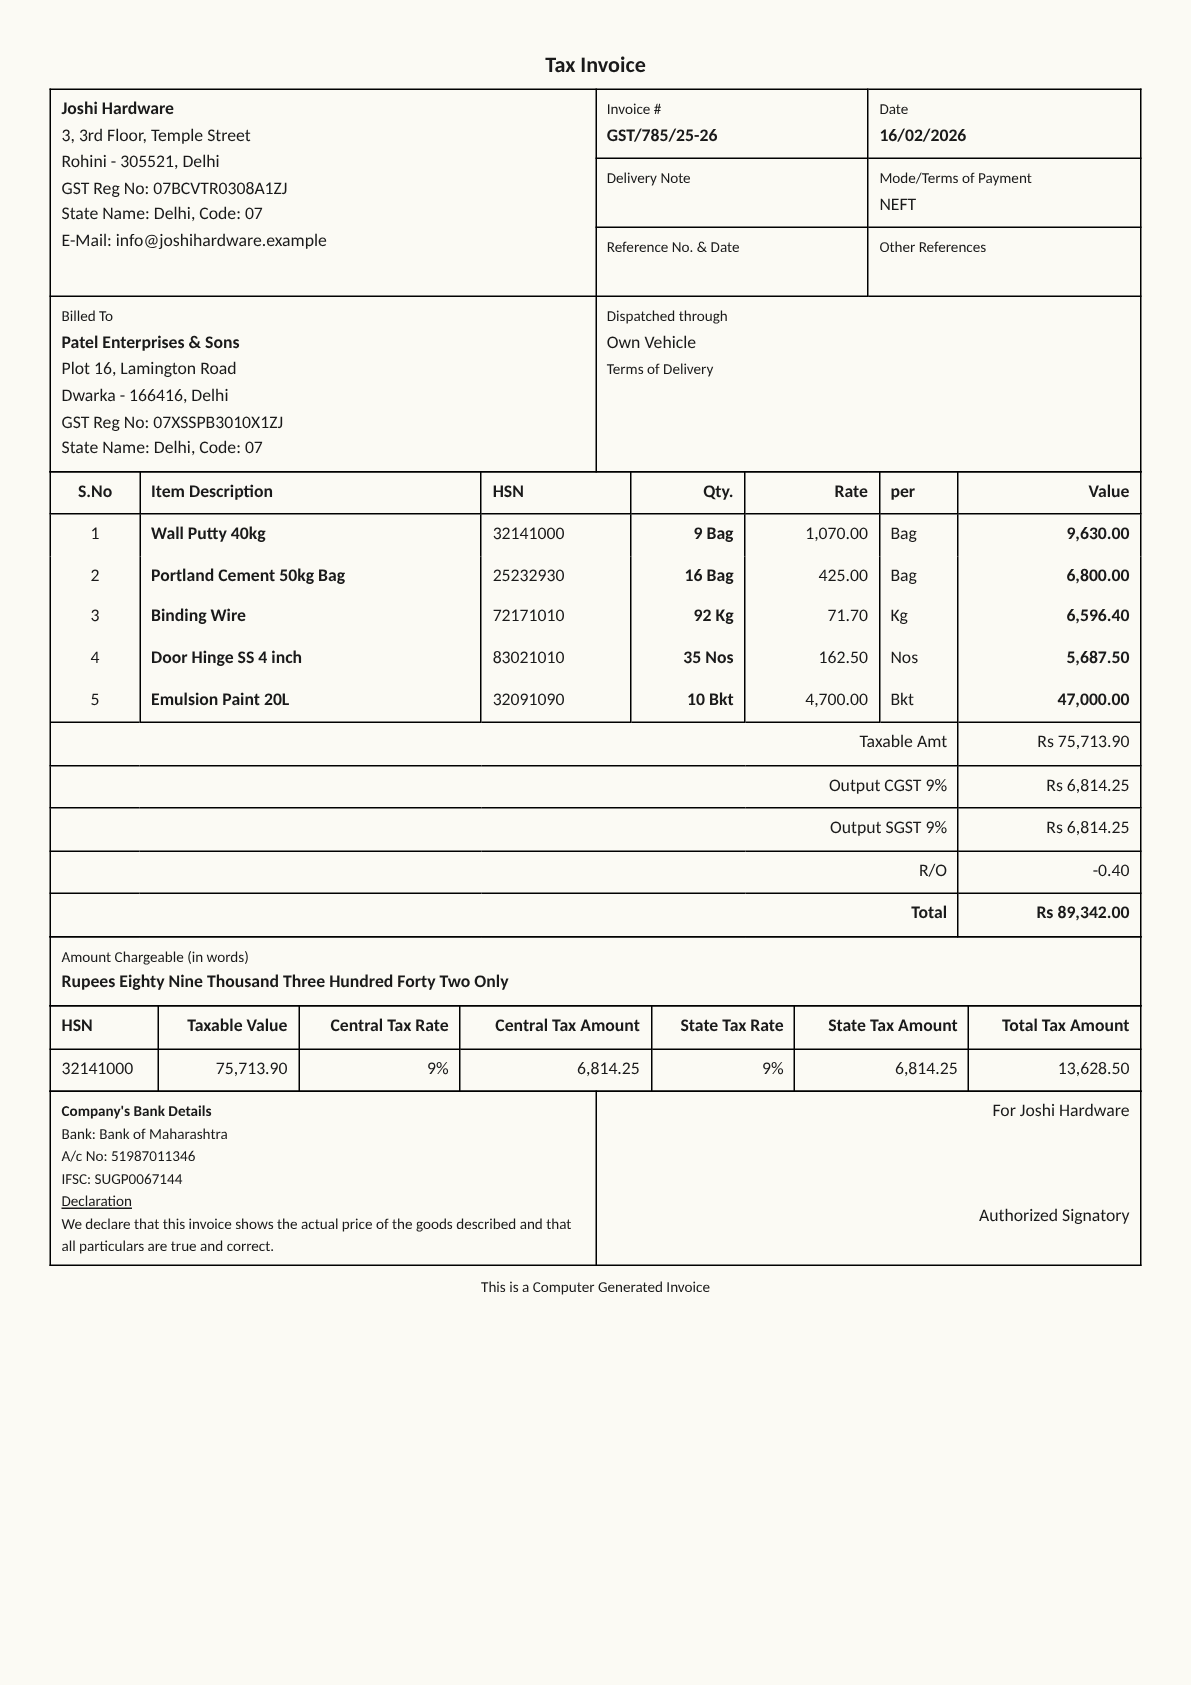 Tax Invoice
Joshi Hardware
3, 3rd Floor, Temple Street
Rohini - 305521, Delhi
GST Reg No: 07BCVTR0308A1ZJ
State Name: Delhi, Code: 07
E-Mail: info@joshihardware.example
Invoice #
GST/785/25-26
Date
16/02/2026
Delivery Note
Mode/Terms of Payment
NEFT
Reference No. & Date
Other References
Billed To
Patel Enterprises & Sons
Plot 16, Lamington Road
Dwarka - 166416, Delhi
GST Reg No: 07XSSPB3010X1ZJ
State Name: Delhi, Code: 07
Dispatched through
Own Vehicle
Terms of Delivery
S.No Item Description HSN Qty. Rate per Value
1 Wall Putty 40kg 32141000 9 Bag 1,070.00 Bag 9,630.00
2 Portland Cement 50kg Bag 25232930 16 Bag 425.00 Bag 6,800.00
3 Binding Wire 72171010 92 Kg 71.70 Kg 6,596.40
4 Door Hinge SS 4 inch 83021010 35 Nos 162.50 Nos 5,687.50
5 Emulsion Paint 20L 32091090 10 Bkt 4,700.00 Bkt 47,000.00
Taxable Amt Rs 75,713.90
Output CGST 9% Rs 6,814.25
Output SGST 9% Rs 6,814.25
R/O -0.40
Total Rs 89,342.00
Amount Chargeable (in words)
Rupees Eighty Nine Thousand Three Hundred Forty Two Only
HSN Taxable Value Central Tax Rate Central Tax Amount State Tax Rate State Tax Amount Total Tax Amount
32141000 75,713.90 9% 6,814.25 9% 6,814.25 13,628.50
Company's Bank Details
Bank: Bank of Maharashtra
A/c No: 51987011346
IFSC: SUGP0067144
Declaration
We declare that this invoice shows the actual price of the goods described and that
all particulars are true and correct.
For Joshi Hardware
Authorized Signatory
This is a Computer Generated Invoice